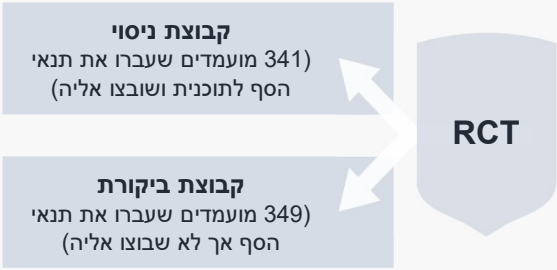 קבוצת ניסוי
(341 מועמדים שעברו את תנאי
הסף לתוכנית ושובצו אליה)
RCT
קבוצת ביקורת
(349 מועמדים שעברו את תנאי
הסף אך לא שבוצו אליה)